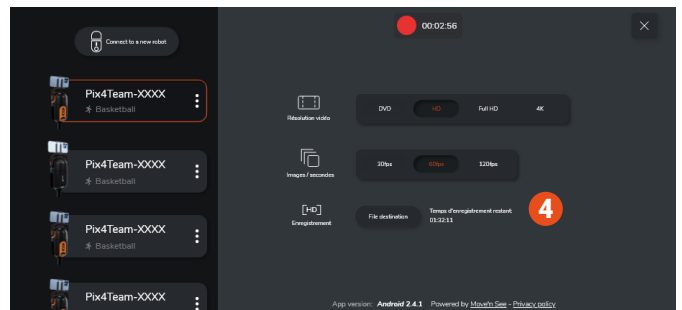 Connect to a new robot
00:02:56
Pix4Team-XXXX
Basketball
Pix4Team-XXXX
Basketball
Pix4Team-XXXX
Basketball
Pix4Team-XXXX
Résolution vidéo
DVD HD Full HD 4K
Images / secondes
30fps 60fps 120fps
[HD]
Enregistrement
File destination
Temps d'enregistrement restant
01:32:11
4
App version: Android 2.4.1 Powered by Move'n See - Privacy policy